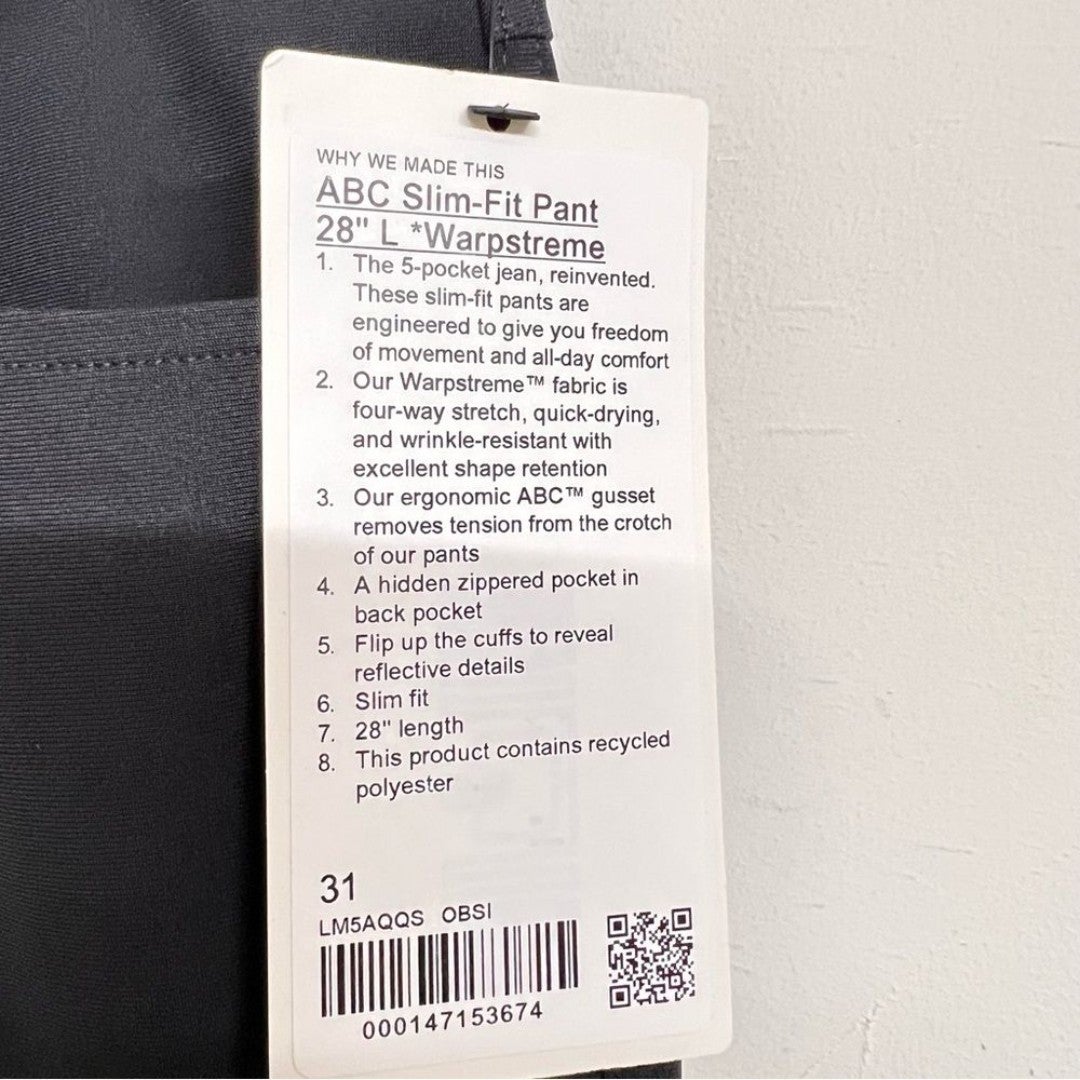 WHY WE MADE THIS
ABC Slim-Fit Pant
28" L *Warpstreme
1. The 5-pocket jean, reinvented.
These slim-fit pants are
engineered to give you freedom
of movement and all-day comfort
2. Our Warpstreme™ fabric is
four-way stretch, quick-drying,
and wrinkle-resistant with
excellent shape retention
3. Our ergonomic ABC™ gusset
removes tension from the crotch
of our pants
4. A hidden zippered pocket in
back pocket
5. Flip up the cuffs to reveal
reflective details
6. Slim fit
7. 28" length
8. This product contains recycled
polyester
31
LM5AQQS OBSI
000147153674